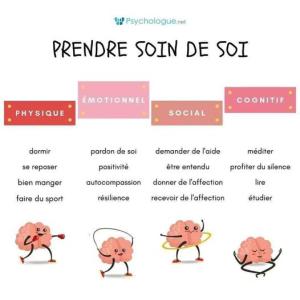 Psychologue.net
PRENDRE SOIN DE SOI
PHYSIQUE
dormir
se reposer
bien manger
faire du sport
ÉMOTIONNEL
pardon de soi
positivité
autocompassion
résilience
SOCIAL
demander de l'aide
être entendu
donner de l'affection
recevoir de l'affection
COGNITIF
méditer
profiter du silence
lire
étudier